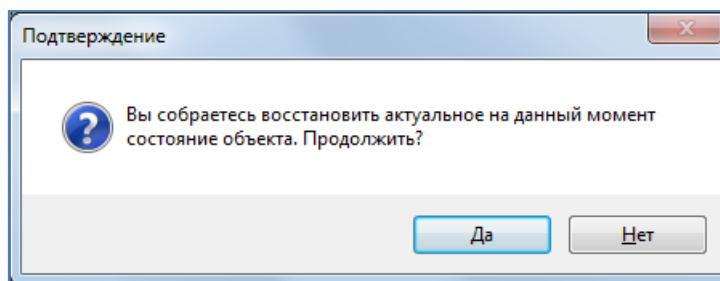 Подтверждение
Вы собираетесь восстановить актуальное на данный момент
состояние объекта. Продолжить?
Да
Нет